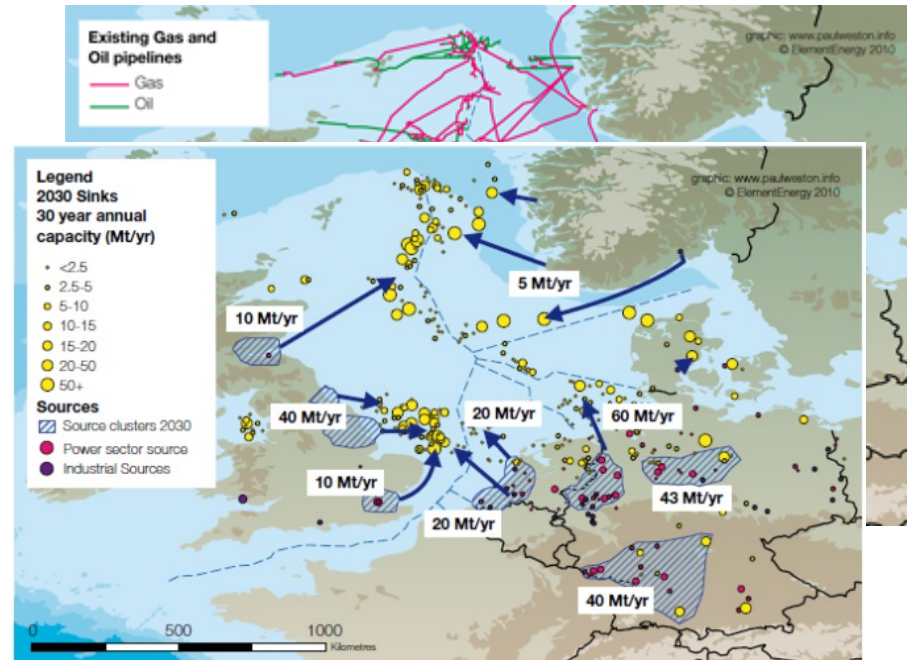 Existing Gas and
Oil pipelines
Gas
Oil
graphic: www.paulweston.info
© ElementEnergy 2010
Legend
2030 Sinks
30 year annual
capacity (Mt/yr)
<2.5
2.5-5
5-10
10-15
15-20
20-50
50+
Sources
Source clusters 2030
Power sector source
Industrial Sources
graphic: www.paulweston.info
© ElementEnergy 2010
5 Mt/yr
10 Mt/yr
40 Mt/yr
20 Mt/yr
60 Mt/yr
10 Mt/yr
43 Mt/yr
20 Mt/yr
40 Mt/yr
0
500
1000
Kilometres